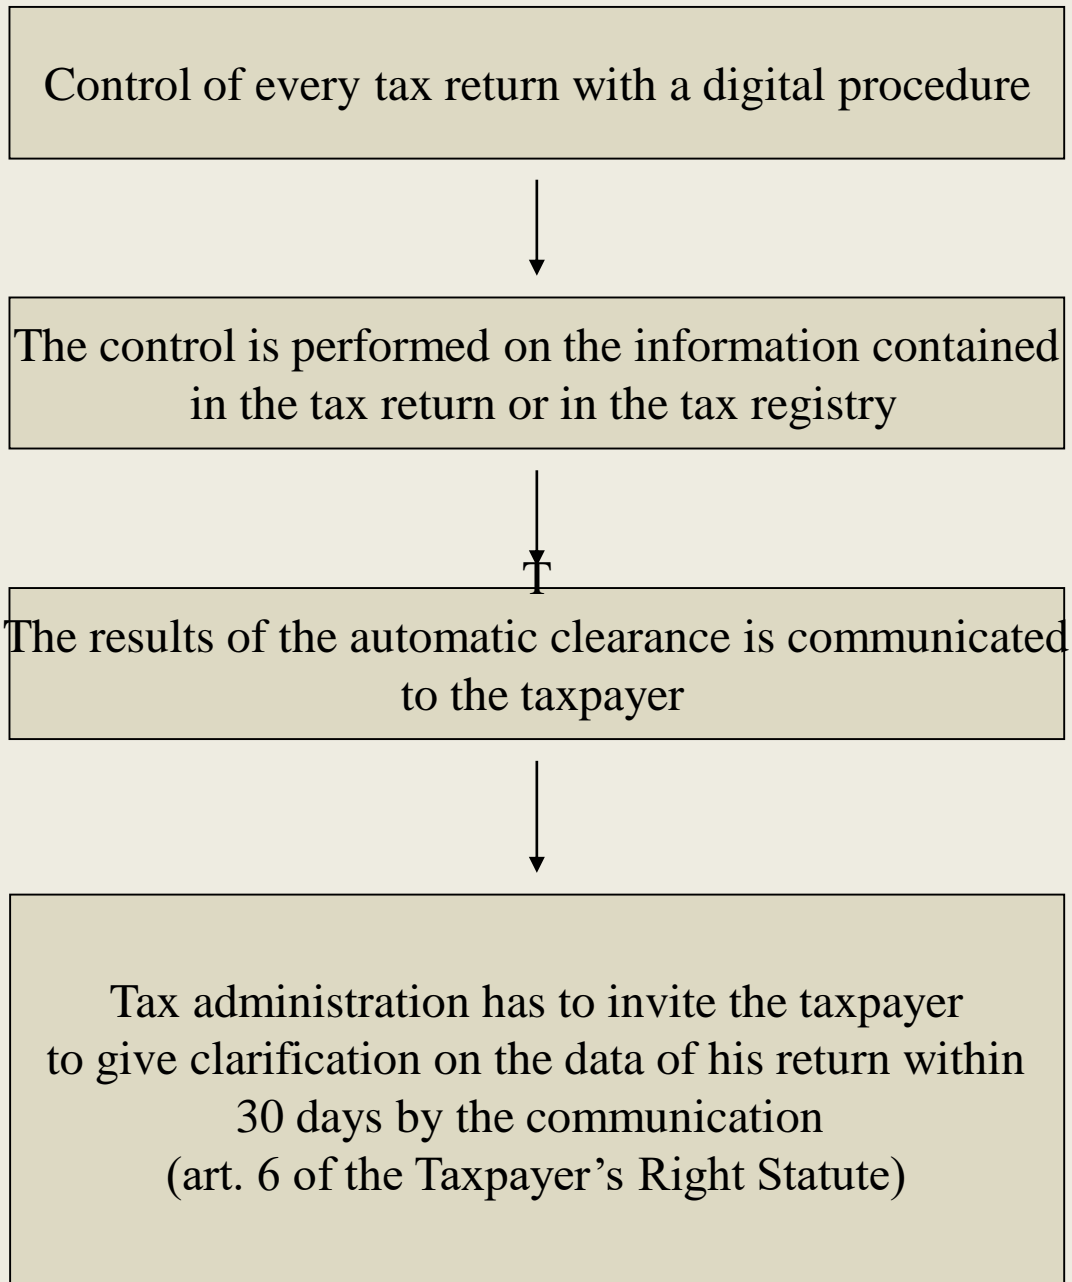 Control of every tax return with a digital procedure
The control is performed on the information contained
in the tax return or in the tax registry
T
The results of the automatic clearance is communicated
to the taxpayer
Tax administration has to invite the taxpayer
to give clarification on the data of his return within
30 days by the communication
(art. 6 of the Taxpayer’s Right Statute)